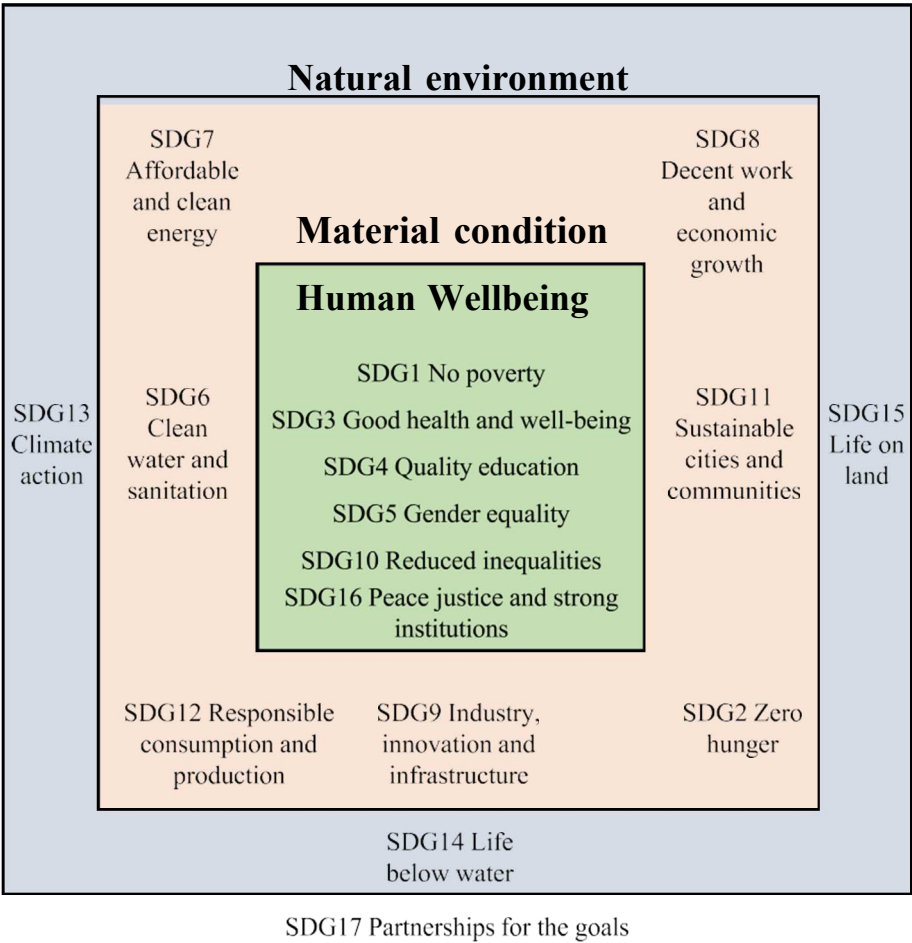 Natural environment
SDG7
Affordable
and clean
energy
SDG8
Decent work
and
economic
growth
Material condition
Human Wellbeing
SDG1 No poverty
SDG3 Good health and well-being
SDG4 Quality education
SDG5 Gender equality
SDG10 Reduced inequalities
SDG16 Peace justice and strong
institutions
SDG13
Climate
action
SDG6
Clean
water and
sanitation
SDG11
Sustainable
cities and
communities
SDG15
Life on
land
SDG12 Responsible
consumption and
production
SDG9 Industry,
innovation and
infrastructure
SDG2 Zero
hunger
SDG14 Life
below water
SDG17 Partnerships for the goals